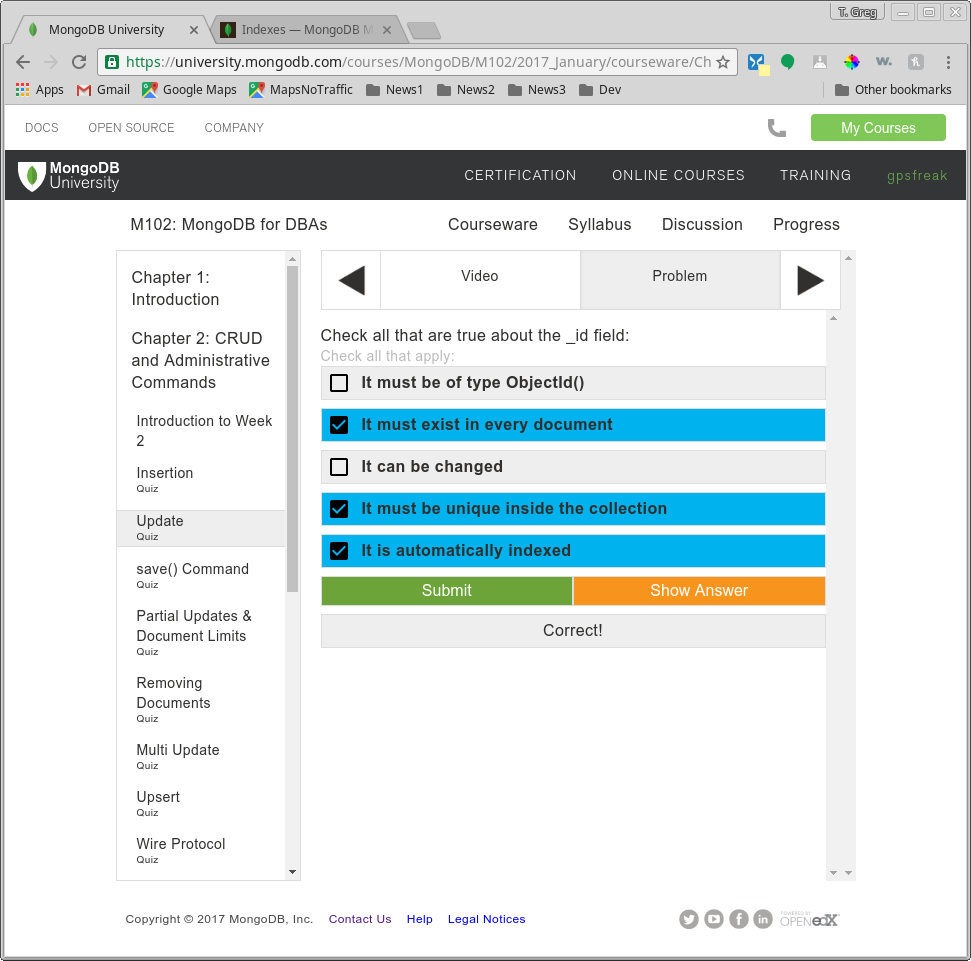 T. Greg
MongoDB University
Indexes — MongoDB M
https://university.mongodb.com/courses/MongoDB/M102/2017_January/courseware/Ch
w.
Apps
Gmail
Google Maps
MapsNoTraffic
News1
News2
News3
Dev
Other bookmarks
DOCS
OPEN SOURCE
COMPANY
My Courses
MongoDB
University
CERTIFICATION
ONLINE COURSES
TRAINING
gpsfreak
M102: MongoDB for DBAs
Courseware
Syllabus
Discussion
Progress
Chapter 1:
Introduction
Chapter 2: CRUD
and Administrative
Commands
Introduction to Week
2
Insertion
Quiz
Update
Quiz
save() Command
Quiz
Partial Updates &
Document Limits
Quiz
Removing
Documents
Quiz
Multi Update
Quiz
Upsert
Quiz
Wire Protocol
Quiz
Video
Problem
Check all that are true about the _id field:
Check all that apply:
It must be of type ObjectId()
It must exist in every document
It can be changed
It must be unique inside the collection
It is automatically indexed
Submit
Show Answer
Correct!
Copyright © 2017 MongoDB, Inc.
Contact Us
Help
Legal Notices
POWERED BY
OPEN edX